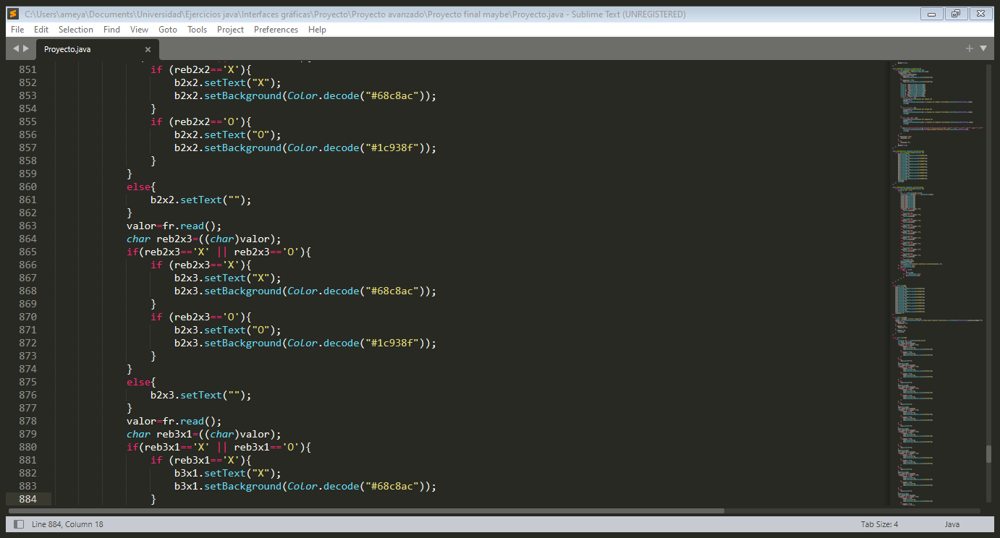 C:\Users\ameya\Documents\Universidad\Ejercicios java\Interfaces gráficas\Proyecto\Proyecto avanzado\Proyecto final maybe\Proyecto.java - Sublime Text (UNREGISTERED)
File Edit Selection Find View Goto Tools Project Preferences Help
Proyecto.java
851 if (reb2x2=='X'){
852 b2x2.setText("X");
853 b2x2.setBackground(Color.decode("#68c8ac"));
854 }
855 if (reb2x2=='O'){
856 b2x2.setText("O");
857 b2x2.setBackground(Color.decode("#1c938f"));
858 }
859 }
860 else{
861 b2x2.setText("");
862 }
863 valor=fr.read();
864 char reb2x3=((char)valor);
865 if(reb2x3=='X' || reb2x3=='O'){
866 if (reb2x3=='X'){
867 b2x3.setText("X");
868 b2x3.setBackground(Color.decode("#68c8ac"));
869 }
870 if (reb2x3=='O'){
871 b2x3.setText("O");
872 b2x3.setBackground(Color.decode("#1c938f"));
873 }
874 }
875 else{
876 b2x3.setText("");
877 }
878 valor=fr.read();
879 char reb3x1=((char)valor);
880 if(reb3x1=='X' || reb3x1=='O'){
881 if (reb3x1=='X'){
882 b3x1.setText("X");
883 b3x1.setBackground(Color.decode("#68c8ac"));
884 }
Line 884, Column 18 Tab Size: 4 Java